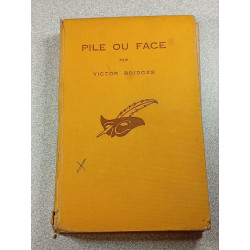 PILE OU FACE
PAR
VICTOR BRIDGES